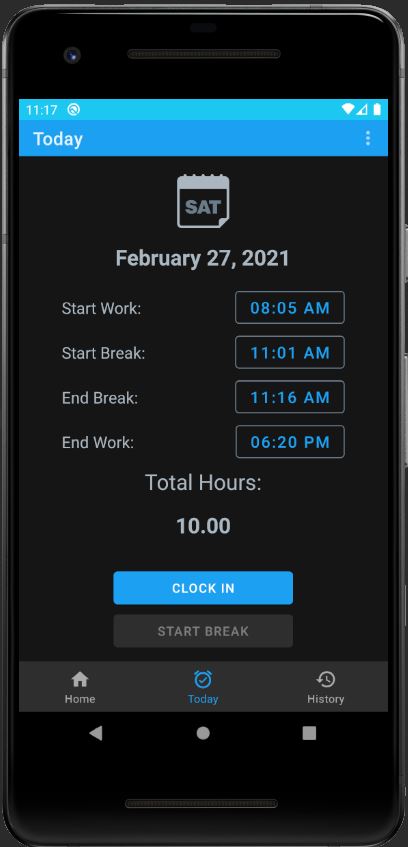 11:17
Today
SAT
February 27, 2021
Start Work: 08:05 AM
Start Break: 11:01 AM
End Break: 11:16 AM
End Work: 06:20 PM
Total Hours:
10.00
CLOCK IN
START BREAK
Home Today History